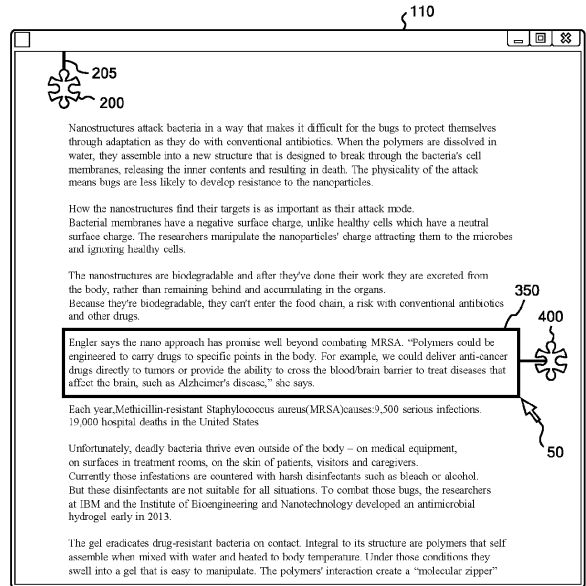 110
205
200
Nanostructures attack bacteria in a way that makes it difficult for the bugs to protect themselves
through adaptation as they do with conventional antibiotics. When the polymers are dissolved in
water, they assemble into a new structure that is designed to break through the bacteria's cell
membranes, releasing the inner contents and resulting in death. The physicality of the attack
means bugs are less likely to develop resistance to the nanoparticles.
How the nanostructures find their targets is as important as their attack mode.
Bacterial membranes have a negative surface charge, unlike healthy cells which have a neutral
surface charge. The researchers manipulate the nanoparticles' charge attracting them to the microbes
and ignoring healthy cells.
The nanostructures are biodegradable and after they've done their work they are excreted from
the body, rather than remaining behind and accumulating in the organs.
Because they're biodegradable, they can't enter the food chain, a risk with conventional antibiotics
and other drugs.
350
400
Engler says the nano approach has promise well beyond combating MRSA. “Polymers could be
engineered to carry drugs to specific points in the body. For example, we could deliver anti-cancer
drugs directly to tumors or provide the ability to cross the blood/brain barrier to treat diseases that
affect the brain, such as Alzheimer's disease,” she says.
50
Each year,Methicillin-resistant Staphylococcus aureus(MRSA)causes:9,500 serious infections.
19,000 hospital deaths in the United States
Unfortunately, deadly bacteria thrive even outside of the body – on medical equipment,
on surfaces in treatment rooms, on the skin of patients, visitors and caregivers.
Currently those infestations are countered with harsh disinfectants such as bleach or alcohol.
But these disinfectants are not suitable for all situations. To combat those bugs, the researchers
at IBM and the Institute of Bioengineering and Nanotechnology developed an antimicrobial
hydrogel early in 2013.
The gel eradicates drug-resistant bacteria on contact. Integral to its structure are polymers that self
assemble when mixed with water and heated to body temperature. Under those conditions they
swell into a gel that is easy to manipulate. The polymers' interaction create a “molecular zipper”